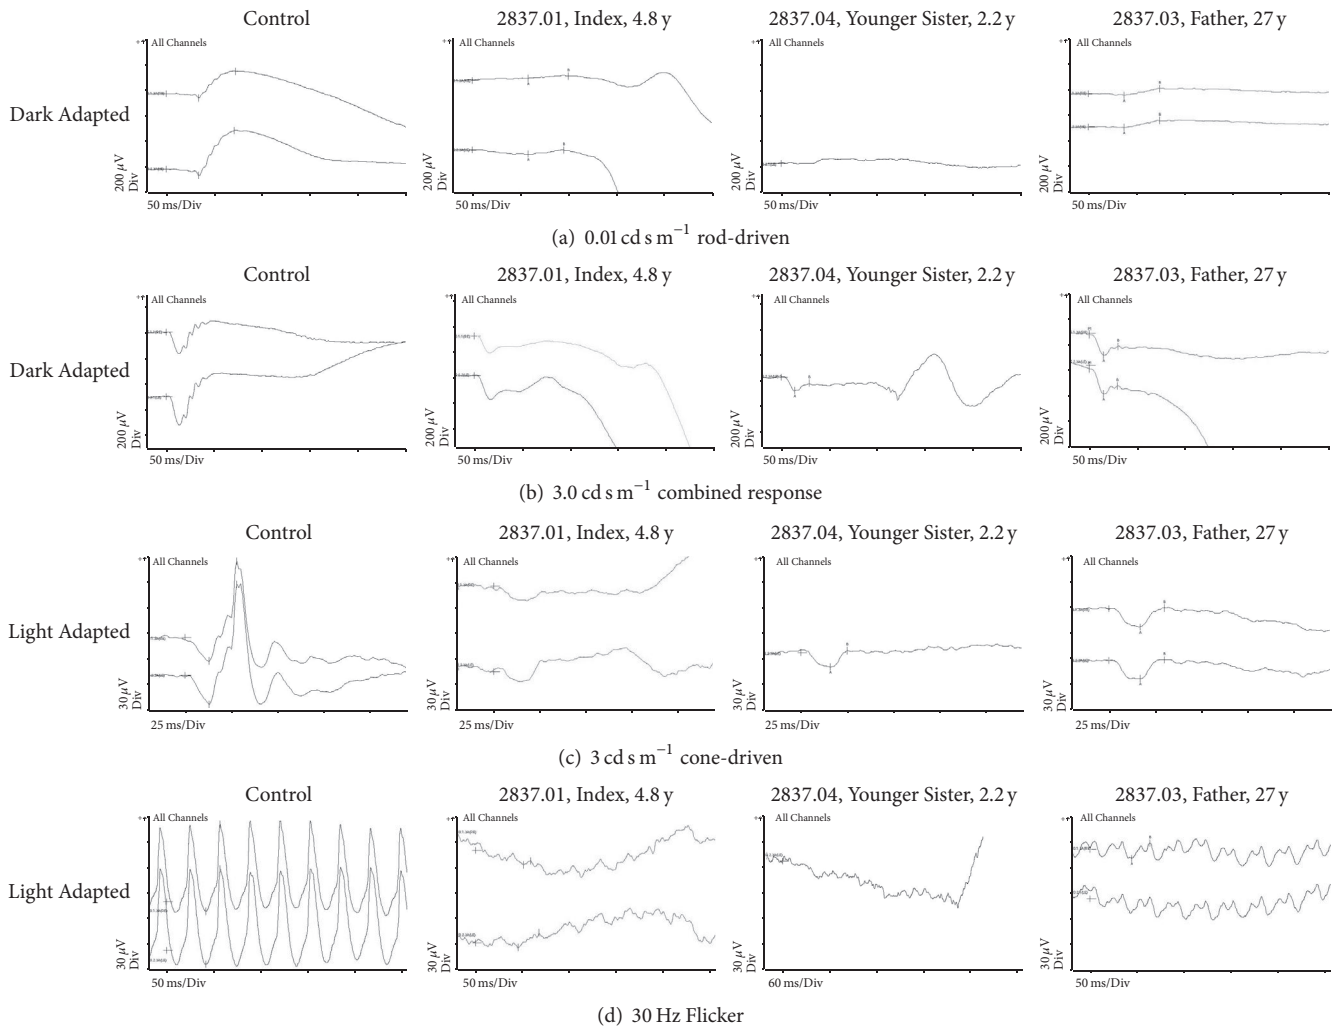 Control 2837.01, Index, 4.8 y 2837.04, Younger Sister, 2.2 y 2837.03, Father, 27 y
All Channels All Channels All Channels All Channels
Dark Adapted
200 μV Div 200 μV Div 200 μV Div 200 μV Div
50 ms/Div 50 ms/Div 50 ms/Div 50 ms/Div
(a) 0.01 cd s m⁻¹ rod-driven
Control 2837.01, Index, 4.8 y 2837.04, Younger Sister, 2.2 y 2837.03, Father, 27 y
All Channels All Channels All Channels All Channels
Dark Adapted
200 μV Div 200 μV Div 200 μV Div 200 μV Div
50 ms/Div 50 ms/Div 50 ms/Div 50 ms/Div
(b) 3.0 cd s m⁻¹ combined response
Control 2837.01, Index, 4.8 y 2837.04, Younger Sister, 2.2 y 2837.03, Father, 27 y
All Channels All Channels All Channels All Channels
Light Adapted
30 μV Div 30 μV Div 30 μV Div 30 μV Div
25 ms/Div 25 ms/Div 25 ms/Div 25 ms/Div
(c) 3 cd s m⁻¹ cone-driven
Control 2837.01, Index, 4.8 y 2837.04, Younger Sister, 2.2 y 2837.03, Father, 27 y
All Channels All Channels All Channels All Channels
Light Adapted
30 μV Div 30 μV Div 30 μV Div 30 μV Div
50 ms/Div 50 ms/Div 60 ms/Div 50 ms/Div
(d) 30 Hz Flicker